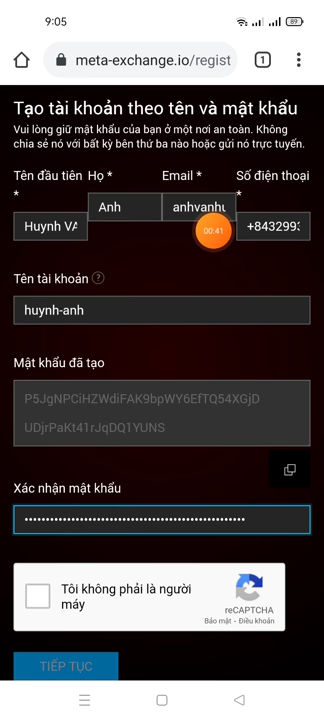 9:05
89
meta-exchange.io/regist
1
Tạo tài khoản theo tên và mật khẩu
Vui lòng giữ mật khẩu của bạn ở một nơi an toàn. Không
chia sẻ nó với bất kỳ bên thứ ba nào hoặc gửi nó trực tuyến.
Tên đầu tiên *
Họ *
Email *
Số điện thoại *
Huynh VA
Anh
anhvanhu
+843299
00:41
Tên tài khoản ?
huynh-anh
Mật khẩu đã tạo
P5JgNPCiHZWdiFAK9bpWY6EfTQ54XGjD
UDjrPaKt41rJqDQ1YUNS
Xác nhận mật khẩu
Tôi không phải là người
máy
reCAPTCHA
Bảo mật - Điều khoản
TIẾP TỤC